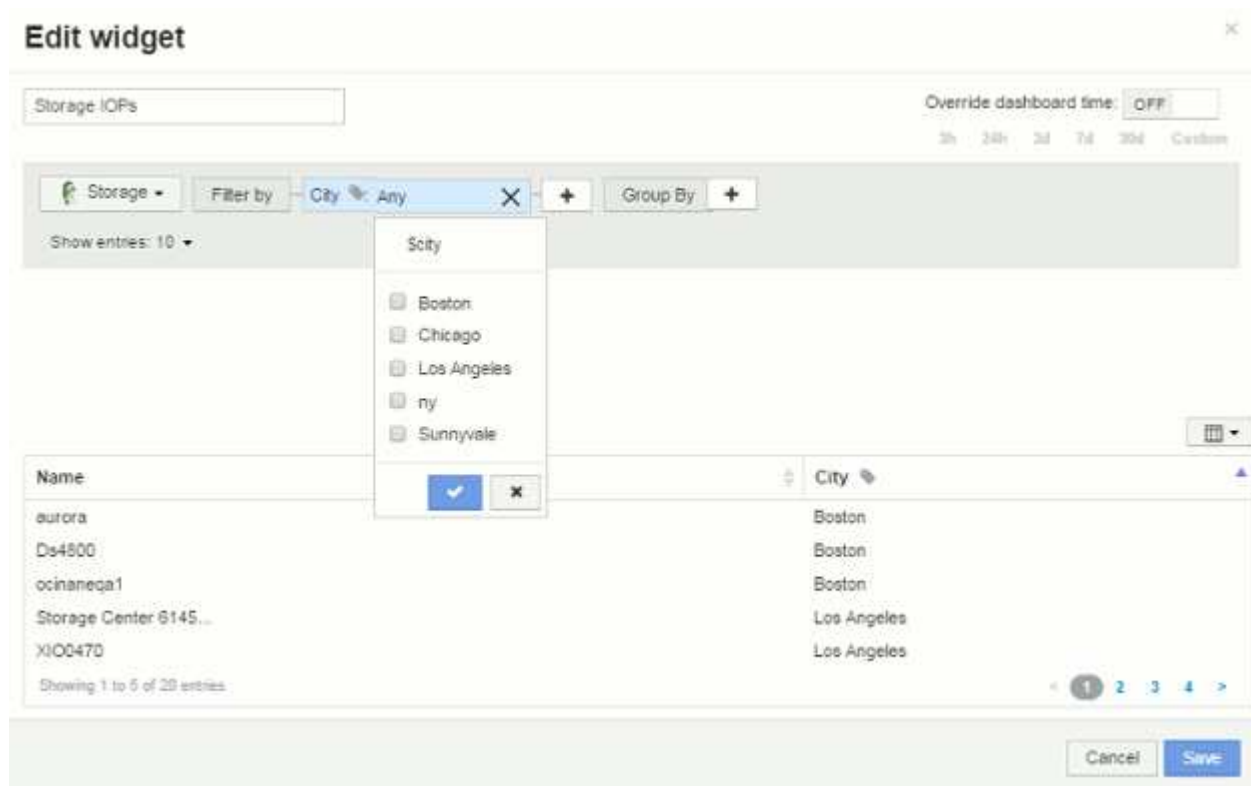 Edit widget
Storage IOPs
Override dashboard time: OFF
3h 24h 3d 7d 30d Custom
Storage Filter by City Any Group By
Show entries: 10
$city
Boston
Chicago
Los Angeles
ny
Sunnyvale
Name City
aurora Boston
Ds4800 Boston
ocinaneqa1 Boston
Storage Center 6145... Los Angeles
XIO0470 Los Angeles
Showing 1 to 5 of 20 entries < 1 2 3 4 >
Cancel Save